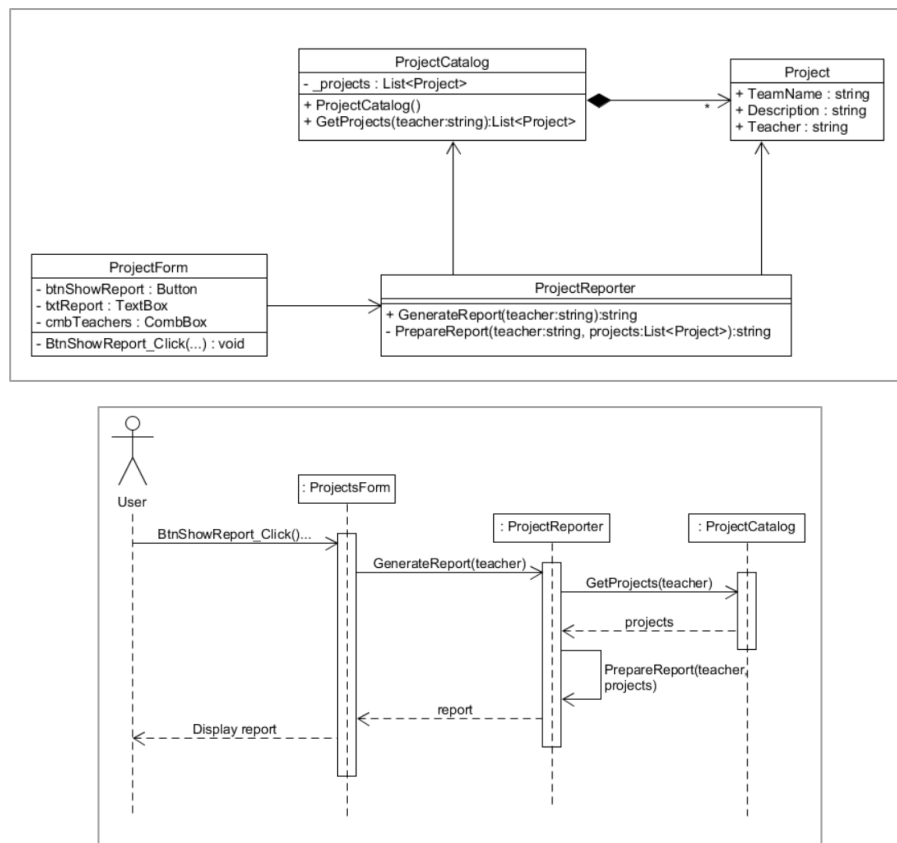 ProjectCatalog
- _projects : List<Project>
+ ProjectCatalog()
+ GetProjects(teacher:string):List<Project>
*
Project
+ TeamName : string
+ Description : string
+ Teacher : string
ProjectForm
- btnShowReport : Button
- txtReport : TextBox
- cmbTeachers : CombBox
- BtnShowReport_Click(...) : void
ProjectReporter
+ GenerateReport(teacher:string):string
- PrepareReport(teacher:string, projects:List<Project>):string
User
: ProjectsForm
: ProjectReporter
: ProjectCatalog
BtnShowReport_Click()...
GenerateReport(teacher)
GetProjects(teacher)
projects
PrepareReport(teacher,
projects)
report
Display report